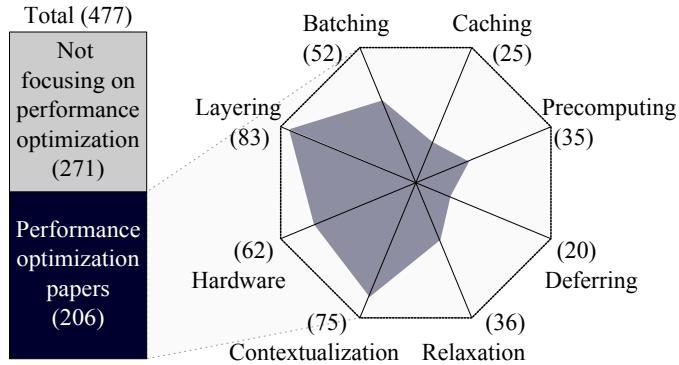 Total (477)
Not
focusing on
performance
optimization
(271)
Performance
optimization
papers
(206)
Batching
(52)
Caching
(25)
Layering
(83)
Precomputing
(35)
(62)
Hardware
(20)
Deferring
(75)
Contextualization
(36)
Relaxation